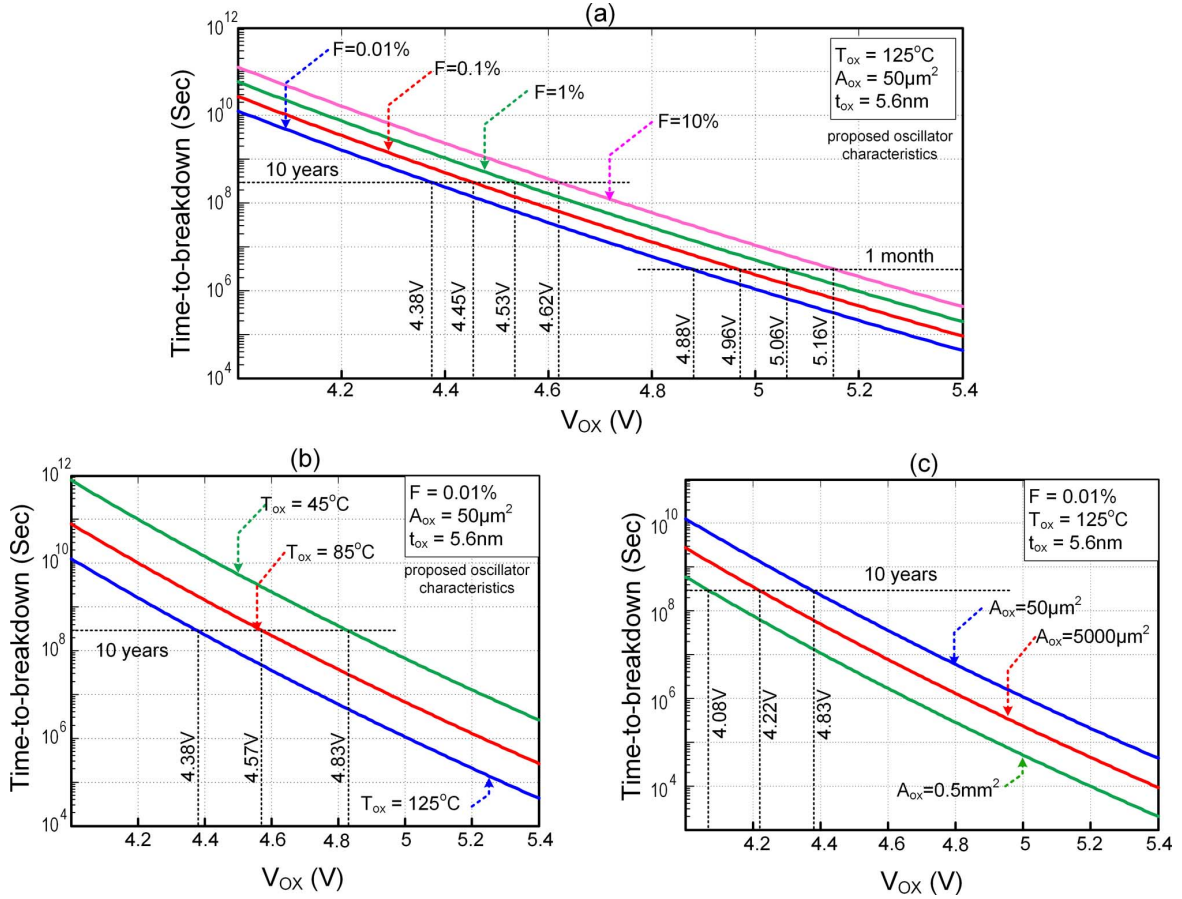 (a)
10^12
10^10
10^8
10^6
10^4
Time-to-breakdown (Sec)
F=0.01%
F=0.1%
F=1%
F=10%
T_ox = 125°C
A_ox = 50µm²
t_ox = 5.6nm
proposed oscillator
characteristics
10 years
1 month
4.38V
4.45V
4.53V
4.62V
4.88V
4.96V
5.06V
5.16V
4.2
4.4
4.6
4.8
5
5.2
5.4
V_OX (V)
(b)
10^12
10^10
10^8
10^6
10^4
Time-to-breakdown (Sec)
T_ox = 45°C
T_ox = 85°C
F = 0.01%
A_ox = 50µm²
t_ox = 5.6nm
proposed oscillator
characteristics
10 years
4.38V
4.57V
4.83V
T_ox = 125°C
4.2
4.4
4.6
4.8
5
5.2
5.4
V_OX (V)
(c)
10^10
10^8
10^6
10^4
Time-to-breakdown (Sec)
F = 0.01%
T_ox = 125°C
t_ox = 5.6nm
10 years
A_ox=50µm²
A_ox=5000µm²
4.08V
4.22V
4.83V
A_ox=0.5mm²
4.2
4.4
4.6
4.8
5
5.2
5.4
V_OX (V)